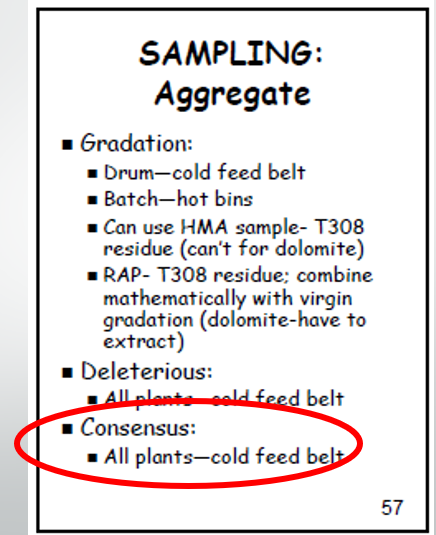 SAMPLING:
Aggregate
■ Gradation:
■ Drum—cold feed belt
■ Batch—hot bins
■ Can use HMA sample- T308
residue (can't for dolomite)
■ RAP- T308 residue; combine
mathematically with virgin
gradation (dolomite-have to
extract)
■ Deleterious:
■ All plants—cold feed belt
■ Consensus:
■ All plants—cold feed belt
57